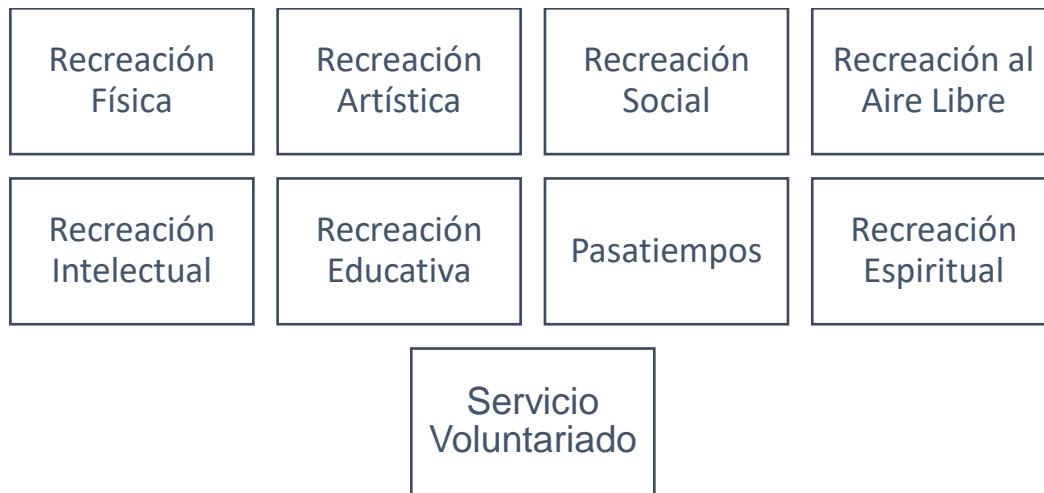 Recreación
Física
Recreación
Artística
Recreación
Social
Recreación al
Aire Libre
Recreación
Intelectual
Recreación
Educativa
Pasatiempos
Recreación
Espiritual
Servicio
Voluntariado